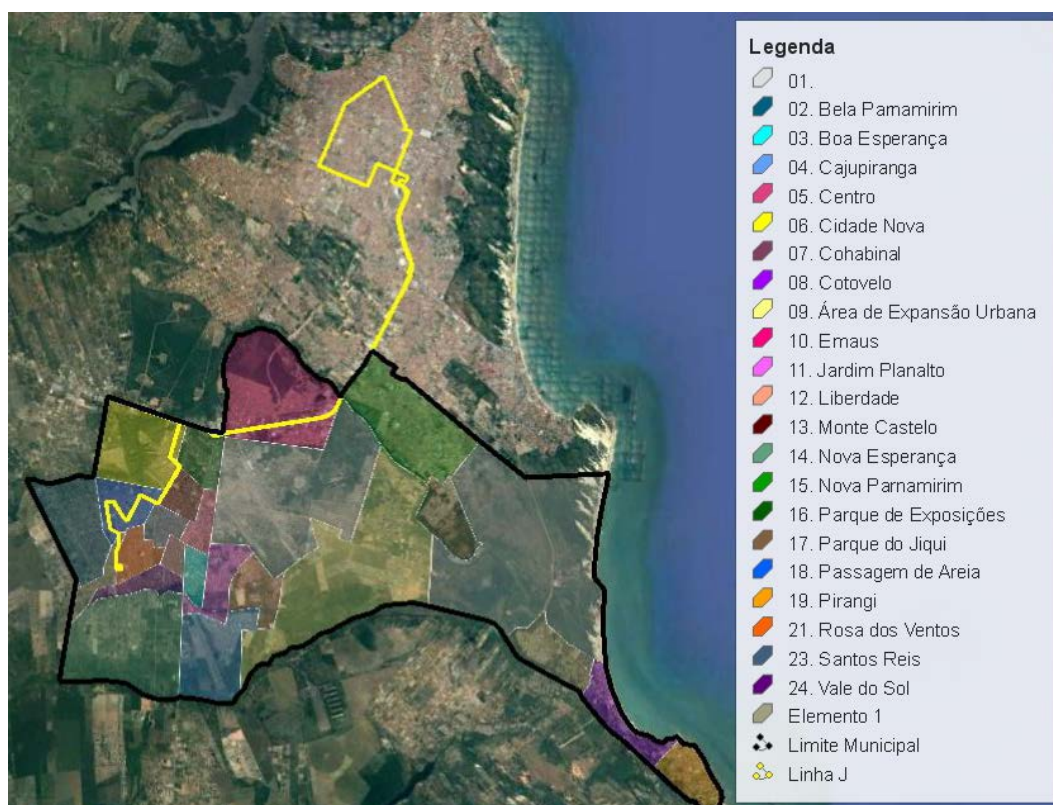 Legenda
01.
02. Bela Parnamirim
03. Boa Esperança
04. Cajupiranga
05. Centro
06. Cidade Nova
07. Cohabinal
08. Cotovelo
09. Área de Expansão Urbana
10. Emaus
11. Jardim Planalto
12. Liberdade
13. Monte Castelo
14. Nova Esperança
15. Nova Parnamirim
16. Parque de Exposições
17. Parque do Jiqui
18. Passagem de Areia
19. Pirangi
21. Rosa dos Ventos
23. Santos Reis
24. Vale do Sol
Elemento 1
Limite Municipal
Linha J